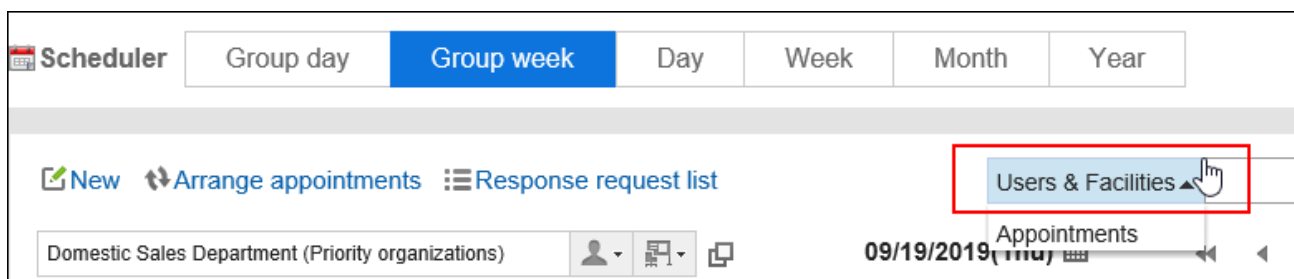 Scheduler Group day Group week Day Week Month Year
New Arrange appointments Response request list Users & Facilities
Appointments
Domestic Sales Department (Priority organizations) 09/19/2019(Thu)